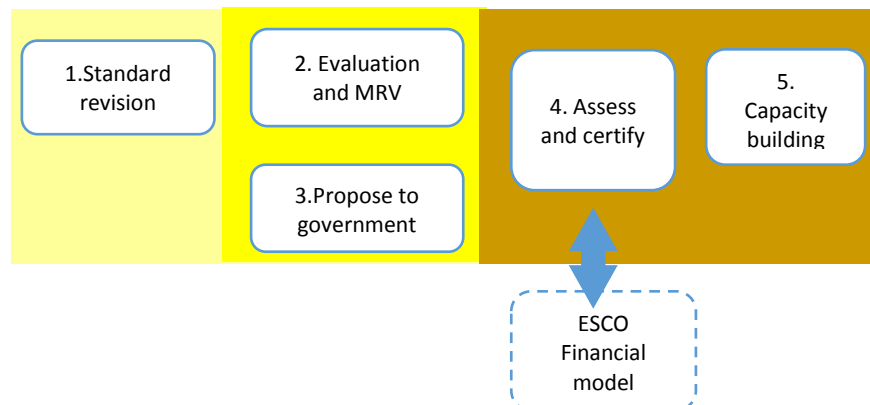 1.Standard
revision
2. Evaluation
and MRV
3.Propose to
government
4. Assess
and certify
5.
Capacity
building
ESCO
Financial
model